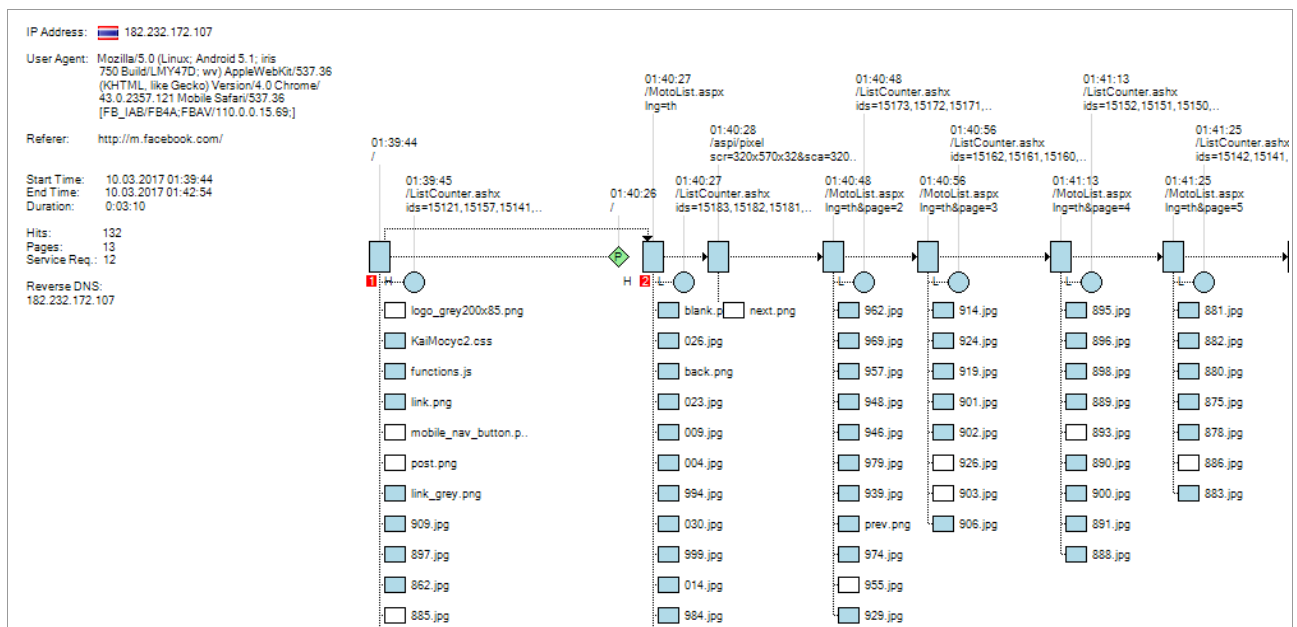 IP Address: 182.232.172.107
User Agent: Mozilla/5.0 (Linux; Android 5.1; iris
750 Build/LMY47D; wv) AppleWebKit/537.36
(KHTML, like Gecko) Version/4.0 Chrome/
43.0.2357.121 Mobile Safari/537.36
[FB_IAB/FB4A;FBAV/110.0.0.15.69;]
Referer: http://m.facebook.com/
Start Time: 10.03.2017 01:39:44
End Time: 10.03.2017 01:42:54
Duration: 0:03:10
Hits: 132
Pages: 13
Service Req.: 12
Reverse DNS:
182.232.172.107
01:39:44
/
01:39:45
/ListCounter.ashx
ids=15121,15157,15141,..
01:40:26
/
01:40:27
/MotoList.aspx
lng=th
01:40:27
/ListCounter.ashx
ids=15183,15182,15181,..
01:40:28
/aspi/pixel
scr=320x570x32&sca=320..
01:40:48
/MotoList.aspx
lng=th&page=2
01:40:48
/ListCounter.ashx
ids=15173,15172,15171,..
01:40:56
/MotoList.aspx
lng=th&page=3
01:40:56
/ListCounter.ashx
ids=15162,15161,15160,..
01:41:13
/MotoList.aspx
lng=th&page=4
01:41:13
/ListCounter.ashx
ids=15152,15151,15150,..
01:41:25
/MotoList.aspx
lng=th&page=5
01:41:25
/ListCounter.ashx
ids=15142,15141,
P
1 H
H 2 L
L
L
L
L
logo_grey200x85.png
KaiMocyc2.css
functions.js
link.png
mobile_nav_button.p..
post.png
link_grey.png
909.jpg
897.jpg
862.jpg
885.jpg
blank.p
026.jpg
back.png
023.jpg
009.jpg
004.jpg
994.jpg
030.jpg
999.jpg
014.jpg
984.jpg
next.png
962.jpg
969.jpg
957.jpg
948.jpg
946.jpg
979.jpg
939.jpg
prev.png
974.jpg
955.jpg
929.jpg
914.jpg
924.jpg
919.jpg
901.jpg
902.jpg
926.jpg
903.jpg
906.jpg
895.jpg
896.jpg
898.jpg
889.jpg
893.jpg
890.jpg
900.jpg
891.jpg
888.jpg
881.jpg
882.jpg
880.jpg
875.jpg
878.jpg
886.jpg
883.jpg